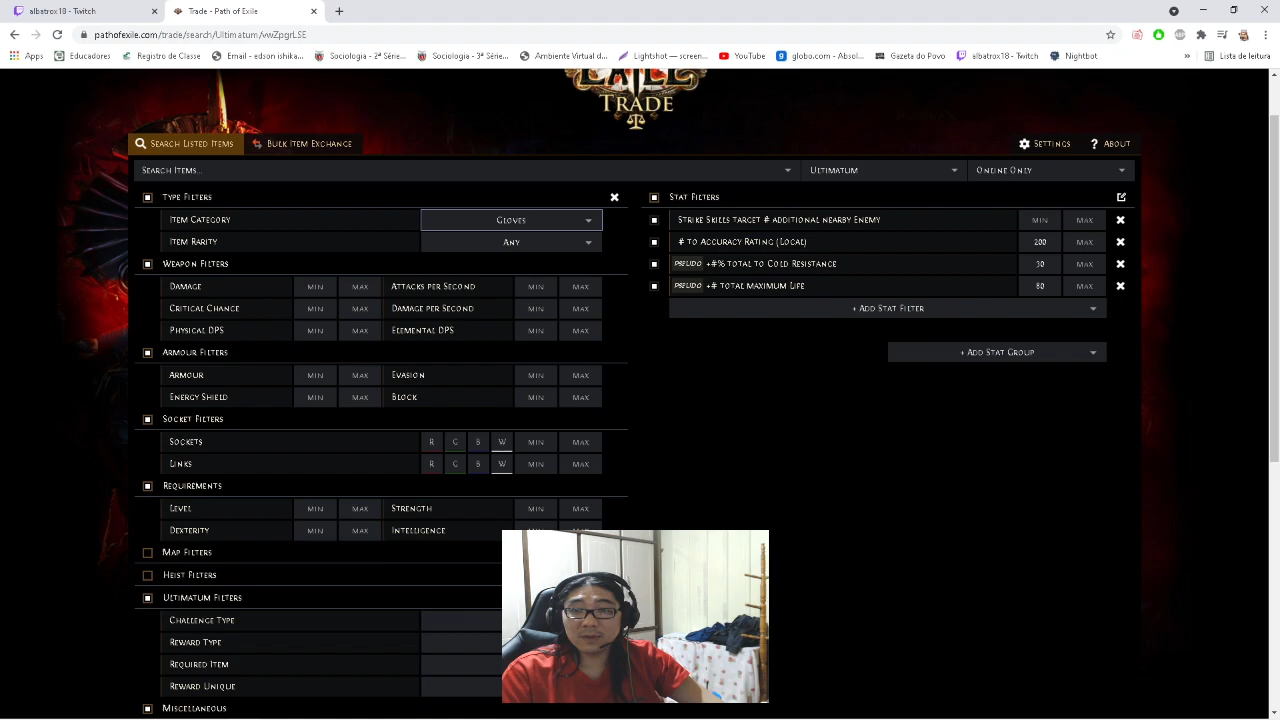 albatrox18 - Twitch
Trade - Path of Exile
pathofexile.com/trade/search/Ultimatum/vwZpgrLSE
Apps Educadores Registro de Classe Email - edson ishika... Sociologia - 2ª Série... Sociologia - 3ª Série... Ambiente Virtual de... Lightshot — screen... YouTube globo.com - Absol... Gazeta do Povo albatrox18 - Twitch Nightbot » Lista de leitura
EXILE
TRADE
SEARCH LISTED ITEMS BULK ITEM EXCHANGE SETTINGS ? ABOUT
SEARCH ITEMS... ULTIMATUM ONLINE ONLY
TYPE FILTERS
ITEM CATEGORY GLOVES
ITEM RARITY ANY
WEAPON FILTERS
DAMAGE MIN MAX ATTACKS PER SECOND MIN MAX
CRITICAL CHANCE MIN MAX DAMAGE PER SECOND MIN MAX
PHYSICAL DPS MIN MAX ELEMENTAL DPS MIN MAX
ARMOUR FILTERS
ARMOUR MIN MAX EVASION MIN MAX
ENERGY SHIELD MIN MAX BLOCK MIN MAX
SOCKET FILTERS
SOCKETS R G B W MIN MAX
LINKS R G B W MIN MAX
REQUIREMENTS
LEVEL MIN MAX STRENGTH MIN MAX
DEXTERITY MIN MAX INTELLIGENCE
MAP FILTERS
HEIST FILTERS
ULTIMATUM FILTERS
CHALLENGE TYPE
REWARD TYPE
REQUIRED ITEM
REWARD UNIQUE
MISCELLANEOUS
STAT FILTERS
STRIKE SKILLS TARGET # ADDITIONAL NEARBY ENEMY MIN MAX
# TO ACCURACY RATING (LOCAL) 200 MAX
PSEUDO +#% TOTAL TO COLD RESISTANCE 30 MAX
PSEUDO +# TOTAL MAXIMUM LIFE 80 MAX
+ ADD STAT FILTER
+ ADD STAT GROUP